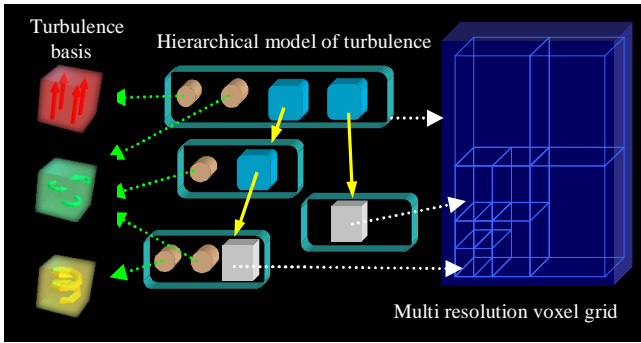 Turbulence
basis
Hierarchical model of turbulence
Multi resolution voxel grid